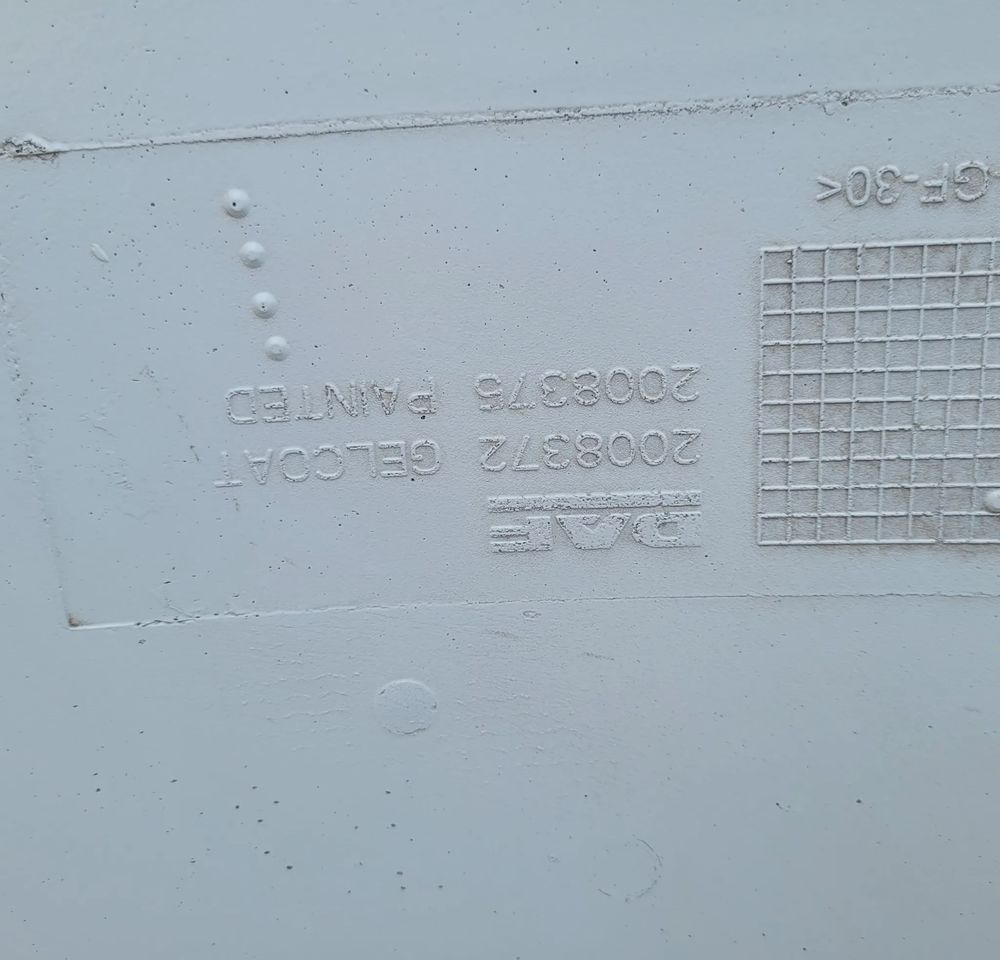 DAF
2008372 GELCOAT
2008375 PAINTED
GF-30<